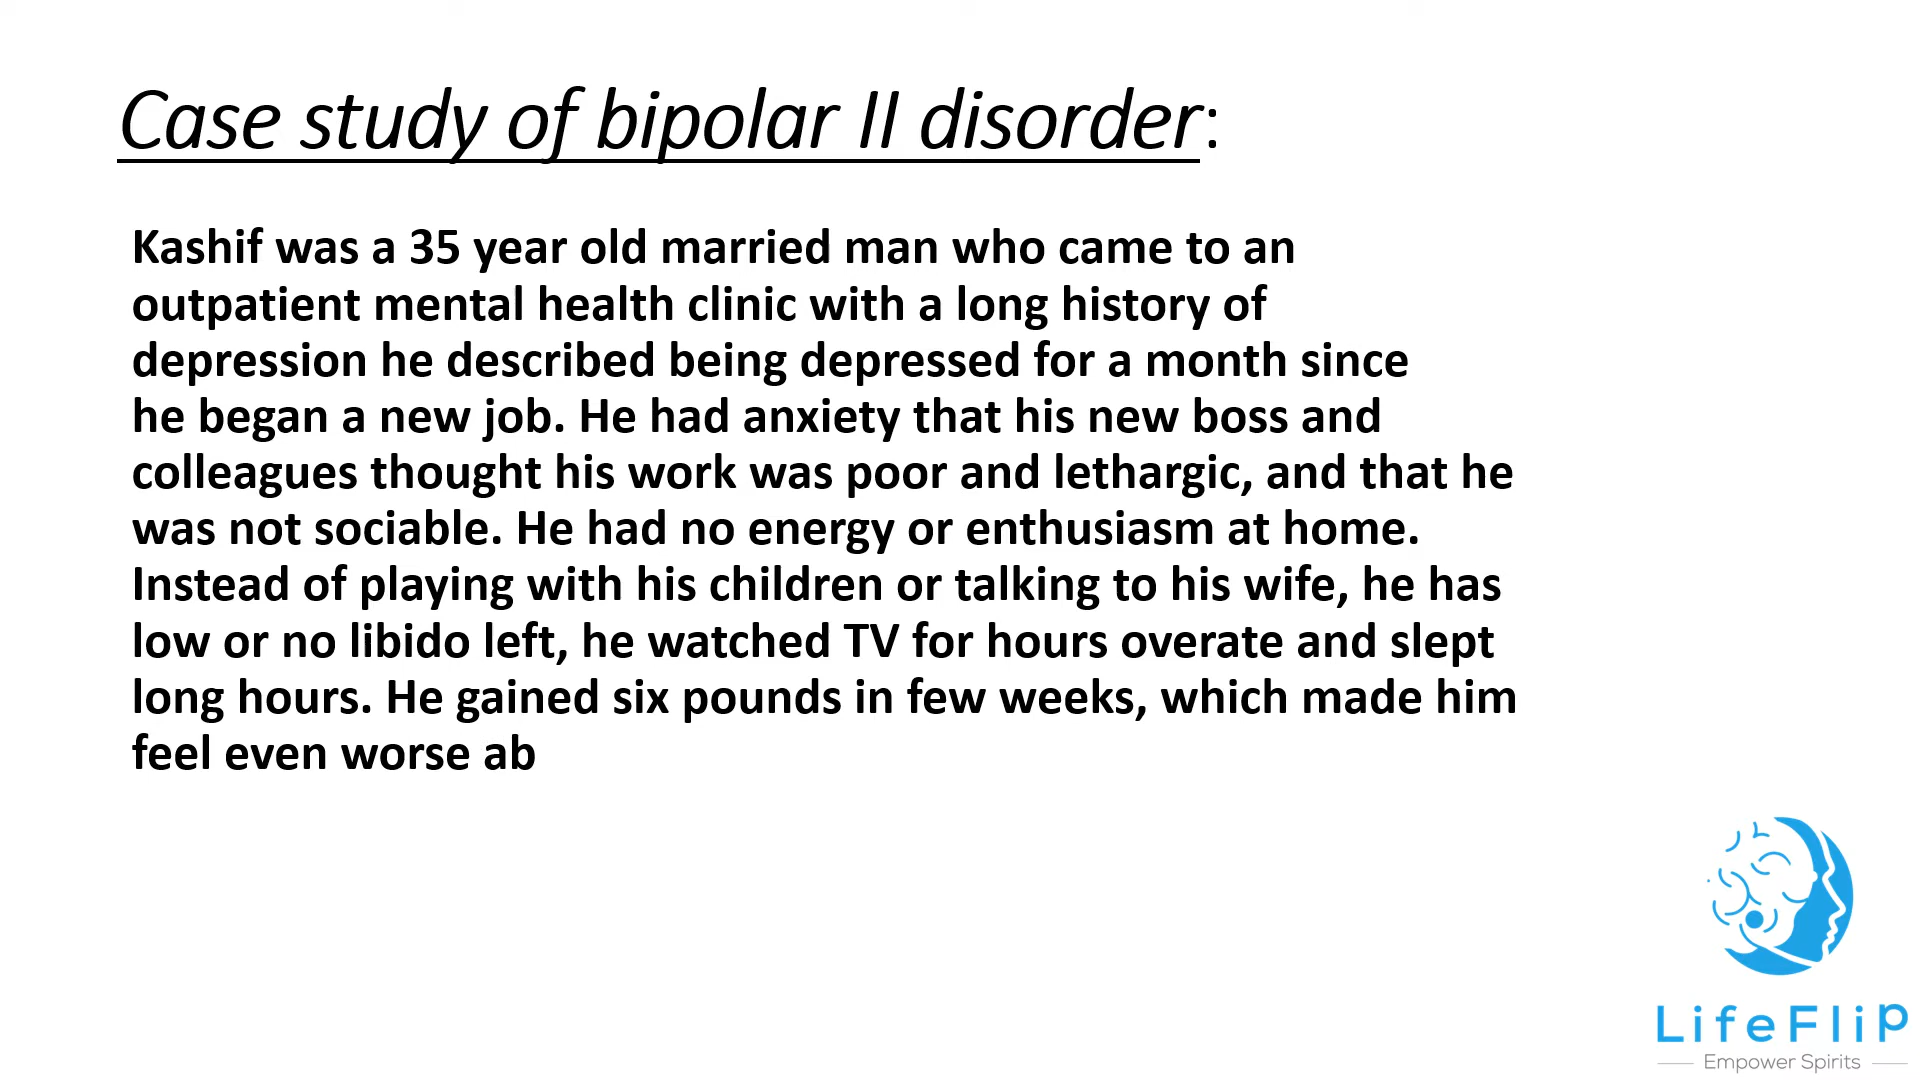 Case study of bipolar II disorder:
Kashif was a 35 year old married man who came to an
outpatient mental health clinic with a long history of
depression he described being depressed for a month since
he began a new job. He had anxiety that his new boss and
colleagues thought his work was poor and lethargic, and that he
was not sociable. He had no energy or enthusiasm at home.
Instead of playing with his children or talking to his wife, he has
low or no libido left, he watched TV for hours overate and slept
long hours. He gained six pounds in few weeks, which made him
feel even worse ab
LifeFlip
Empower Spirits